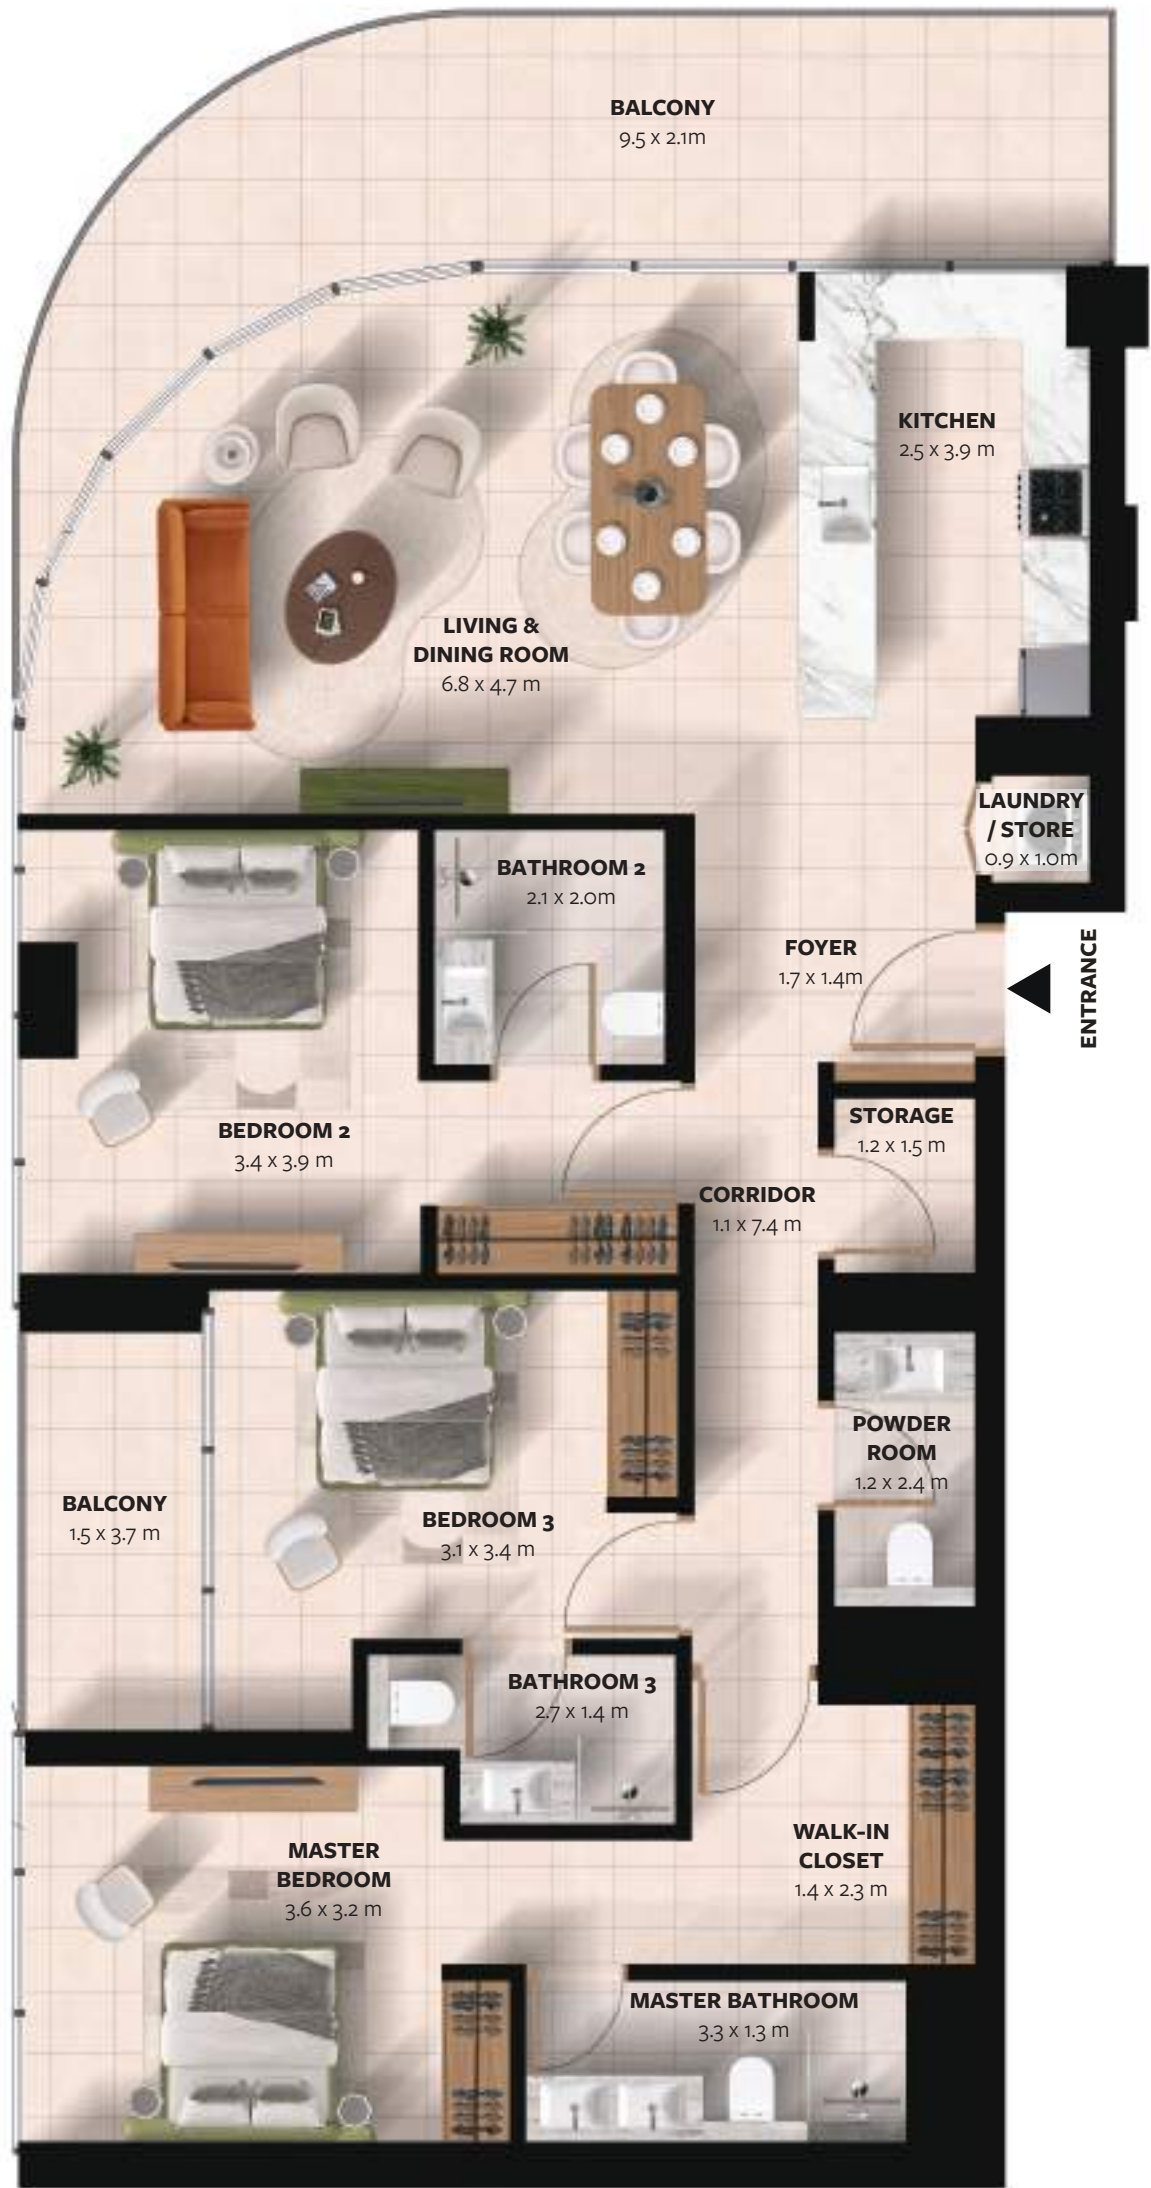 BALCONY
9.5 x 2.1m
KITCHEN
2.5 x 3.9 m
LIVING &
DINING ROOM
6.8 x 4.7 m
LAUNDRY
/ STORE
0.9 x 1.0m
BATHROOM 2
2.1 x 2.0m
FOYER
1.7 x 1.4m
ENTRANCE
BEDROOM 2
3.4 x 3.9 m
STORAGE
1.2 x 1.5 m
CORRIDOR
1.1 x 7.4 m
POWDER
ROOM
1.2 x 2.4 m
BALCONY
1.5 x 3.7 m
BEDROOM 3
3.1 x 3.4 m
BATHROOM 3
2.7 x 1.4 m
WALK-IN
CLOSET
1.4 x 2.3 m
MASTER
BEDROOM
3.6 x 3.2 m
MASTER BATHROOM
3.3 x 1.3 m